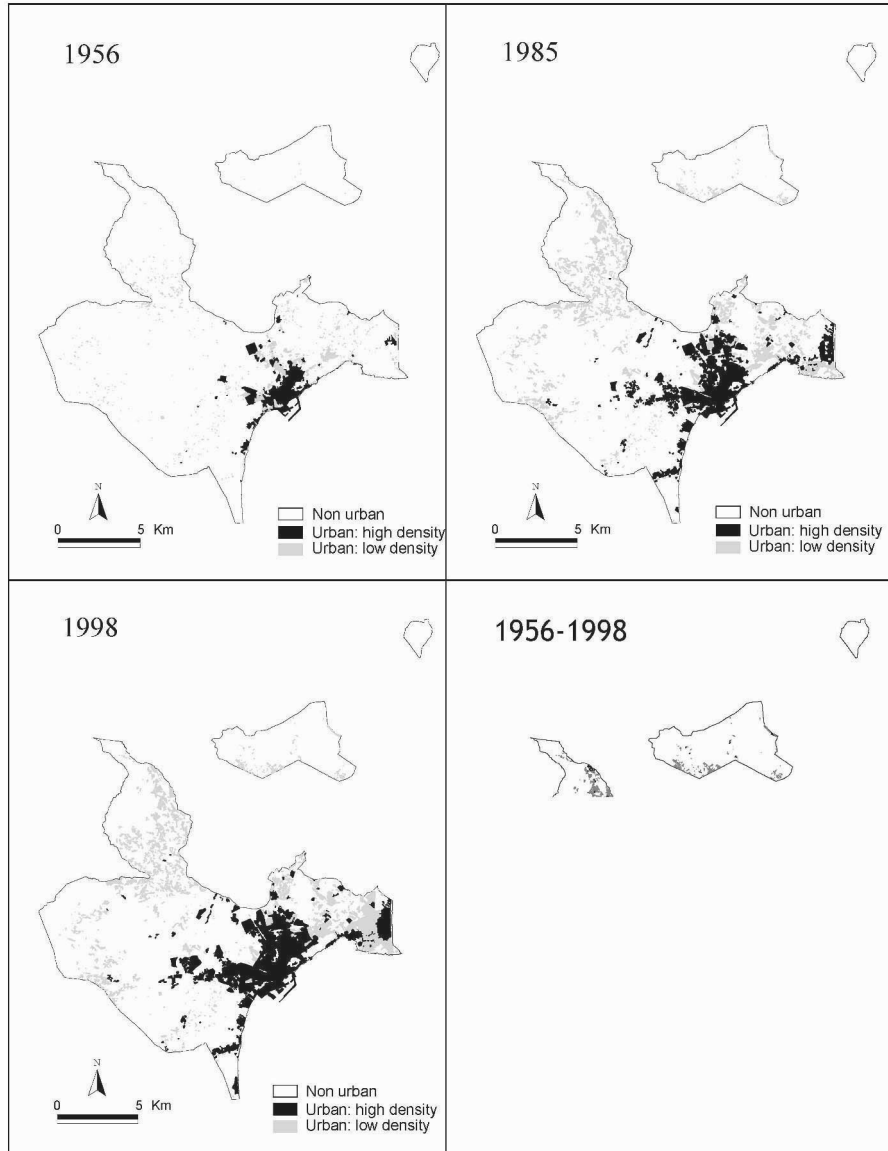 1956
N
0 5 Km
Non urban
Urban: high density
Urban: low density
1985
N
0 5 Km
Non urban
Urban: high density
Urban: low density
1998
N
0 5 Km
Non urban
Urban: high density
Urban: low density
1956-1998